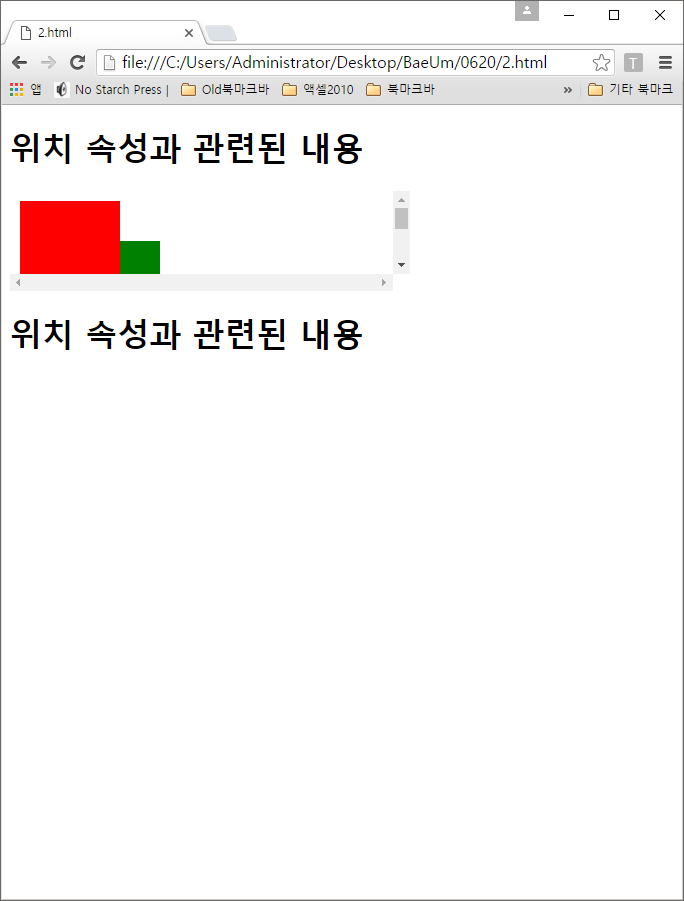 2.html
file:///C:/Users/Administrator/Desktop/BaeUm/0620/2.html
T
앱 No Starch Press | Old북마크바 액셀2010 북마크바 » 기타 북마크
위치 속성과 관련된 내용
위치 속성과 관련된 내용